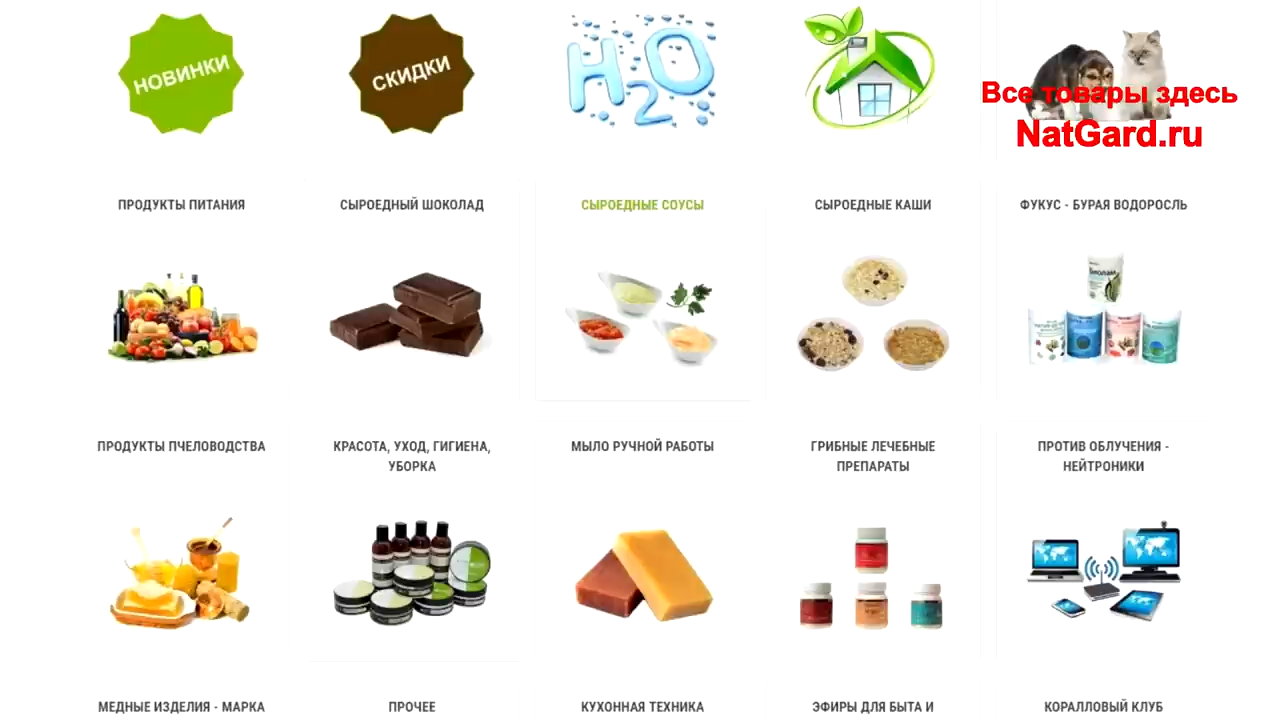 НОВИНКИ
СКИДКИ
H2O
Все товары здесь
NatGard.ru
ПРОДУКТЫ ПИТАНИЯ
СЫРОЕДНЫЙ ШОКОЛАД
СЫРОЕДНЫЕ СОУСЫ
СЫРОЕДНЫЕ КАШИ
ФУКУС - БУРАЯ ВОДОРОСЛЬ
ПРОДУКТЫ ПЧЕЛОВОДСТВА
КРАСОТА, УХОД, ГИГИЕНА,
УБОРКА
МЫЛО РУЧНОЙ РАБОТЫ
ГРИБНЫЕ ЛЕЧЕБНЫЕ
ПРЕПАРАТЫ
ПРОТИВ ОБЛУЧЕНИЯ -
НЕЙТРОНИКИ
МЕДНЫЕ ИЗДЕЛИЯ - МАРКА
ПРОЧЕЕ
КУХОННАЯ ТЕХНИКА
ЭФИРЫ ДЛЯ БЫТА И
КОРАЛЛОВЫЙ КЛУБ